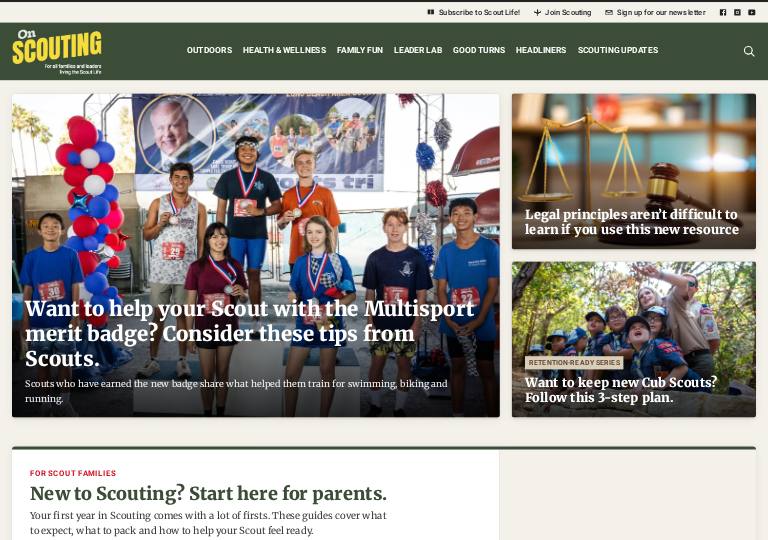 Subscribe to Scout Life!
Join Scouting
Sign up for our newsletter
On
SCOUTING
For all families and leaders
living the Scout Life
OUTDOORS
HEALTH & WELLNESS
FAMILY FUN
LEADER LAB
GOOD TURNS
HEADLINERS
SCOUTING UPDATES
Want to help your Scout with the Multisport
merit badge? Consider these tips from
Scouts.
Scouts who have earned the new badge share what helped them train for swimming, biking and
running.
Legal principles aren't difficult to
learn if you use this new resource
RETENTION-READY SERIES
Want to keep new Cub Scouts?
Follow this 3-step plan.
FOR SCOUT FAMILIES
New to Scouting? Start here for parents.
Your first year in Scouting comes with a lot of firsts. These guides cover what
to expect, what to pack and how to help your Scout feel ready.